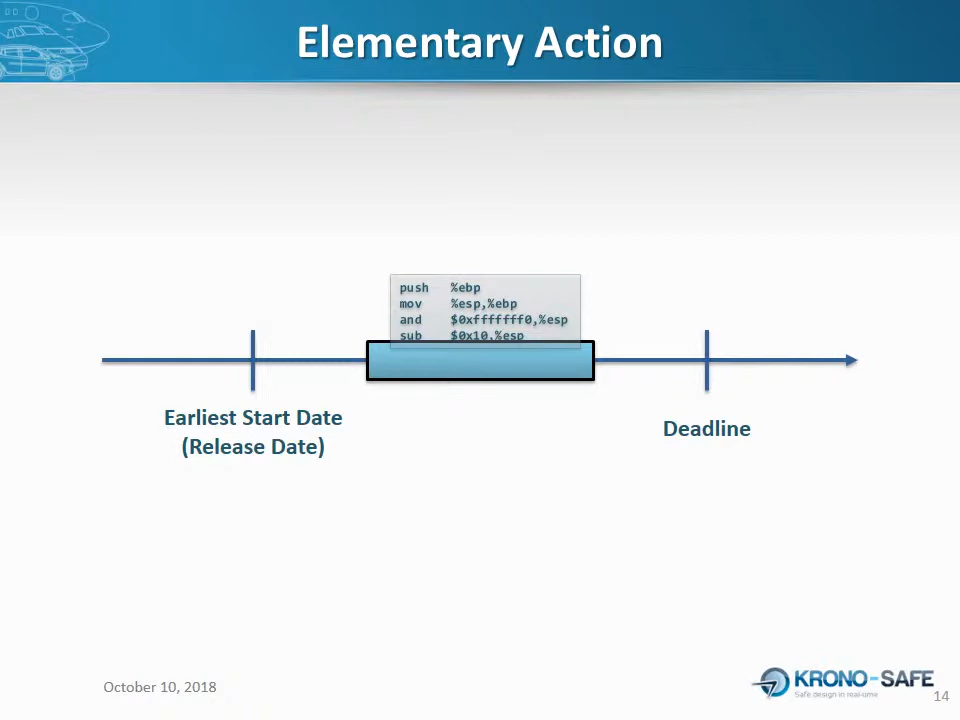 Elementary Action
push %ebp
mov %esp,%ebp
and $0xfffffff0,%esp
sub $0x10,%esp
Earliest Start Date
(Release Date)
Deadline
October 10, 2018
KRONO-SAFE
Safe design in real-time
14